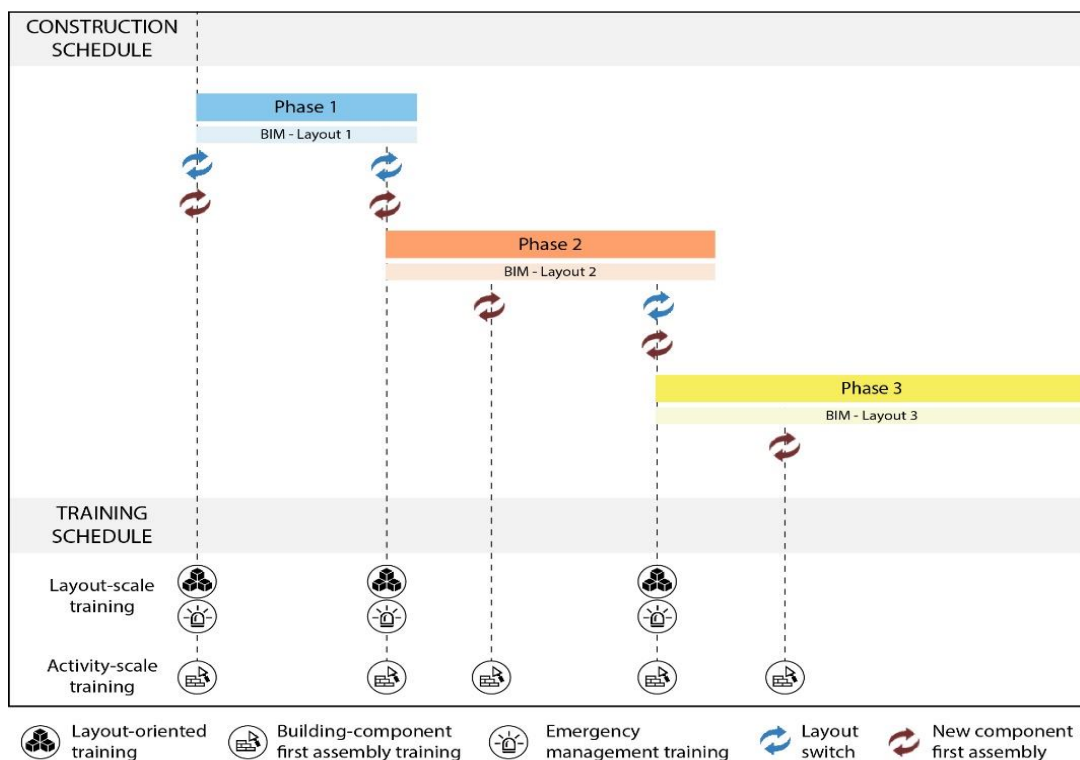 CONSTRUCTION
SCHEDULE
Phase 1
BIM - Layout 1
Phase 2
BIM - Layout 2
Phase 3
BIM - Layout 3
TRAINING
SCHEDULE
Layout-scale
training
Activity-scale
training
Layout-oriented
training
Building-component
first assembly training
Emergency
management training
Layout
switch
New component
first assembly